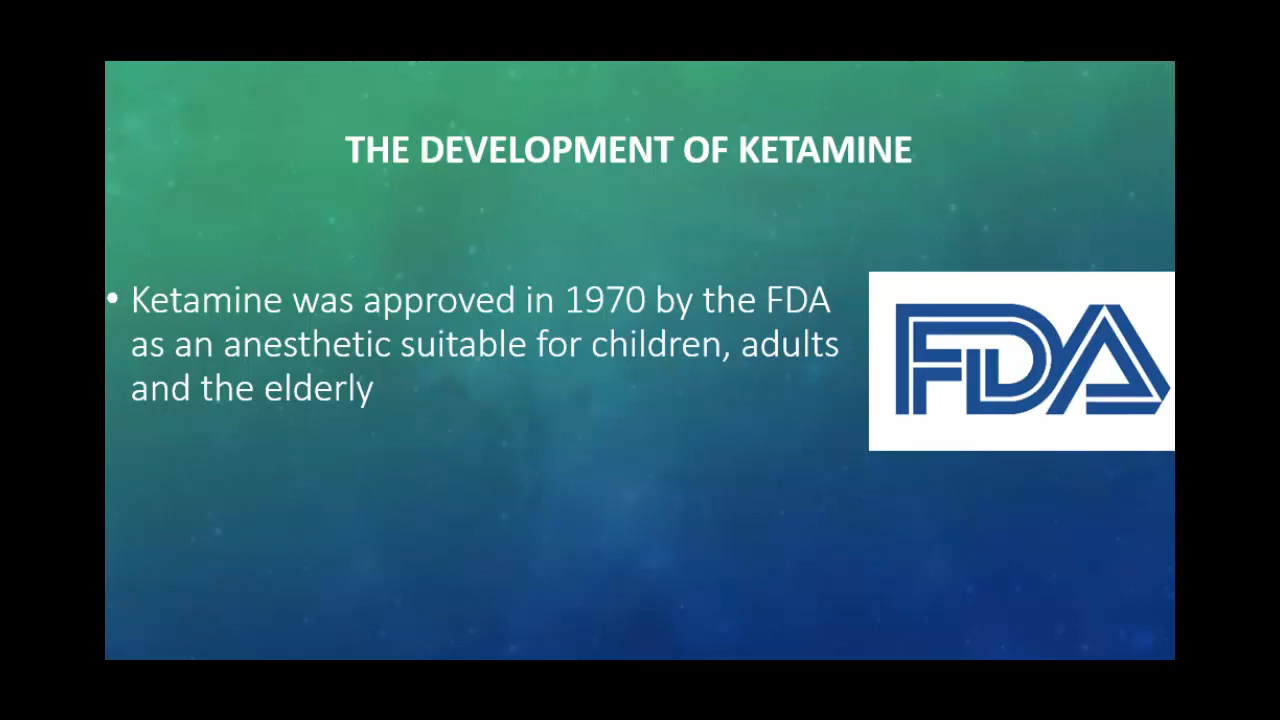 THE DEVELOPMENT OF KETAMINE
• Ketamine was approved in 1970 by the FDA
as an anesthetic suitable for children, adults
and the elderly
FDA